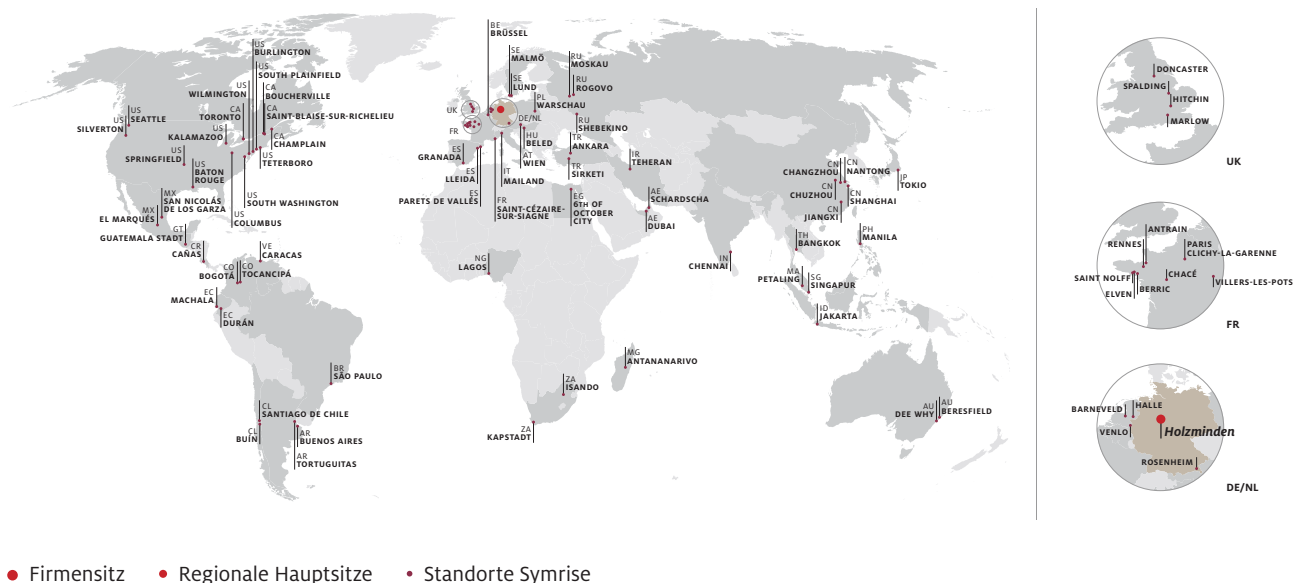 BE
BRÜSSEL
SE
MALMÖ
RU
MOSKAU
US
BURLINGTON
US
SOUTH PLAINFIELD
SE
LUND
RU
ROGOVO
US
WILMINGTON
CA
BOUCHERVILLE
PL
WARSCHAU
US
SEATTLE
CA
TORONTO
CA
SAINT-BLAISE-SUR-RICHELIEU
UK
DE/NL
RU
SHEBEKINO
US
SILVERTON
US
KALAMAZOO
CA
CHAMPLAIN
FR
HU
BELED
TR
ANKARA
US
SPRINGFIELD
US
TETERBORO
ES
GRANADA
AT
WIEN
IR
TEHERAN
CN
CHANGZHOU
CN
NANTONG
US
BATON
ROUGE
ES
LLEIDA
IT
MAILAND
TR
SIRKETI
JP
TOKIO
MX
SAN NICOLÁS
DE LOS GARZA
US
SOUTH WASHINGTON
ES
PARETS DE VALLÉS
FR
SAINT-CÉZAIRE-
SUR-SIAGNE
EG
6TH OF
OCTOBER
CITY
AE
SCHARDSCHA
CN
CHUZHOU
CN
SHANGHAI
MX
EL MARQUÉS
US
COLUMBUS
AE
DUBAI
CN
JIANGXI
GT
GUATEMALA STADT
PH
MANILA
CR
CAÑAS
VE
CARACAS
TH
BANGKOK
CO
BOGOTÁ
CO
TOCANCIPÁ
NG
LAGOS
IN
CHENNAI
MA
PETALING
SG
SINGAPUR
EC
MACHALA
ID
JAKARTA
EC
DURÁN
MG
ANTANANARIVO
BR
SÃO PAULO
ZA
ISANDO
CL
SANTIAGO DE CHILE
AU
DEE WHY
AU
BERESFIELD
CL
BUIN
AR
BUENOS AIRES
ZA
KAPSTADT
AR
TORTUGUITAS
DONCASTER
SPALDING
HITCHIN
MARLOW
UK
ANTRAIN
RENNES
PARIS
CLICHY-LA-GARENNE
SAINT NOLFF
CHACÉ
VILLERS-LES-POTS
ELVEN
BERRIC
FR
BARNEVELD
HALLE
VENLO
Holzminden
ROSENHEIM
DE/NL
Firmensitz Regionale Hauptsitze Standorte Symrise